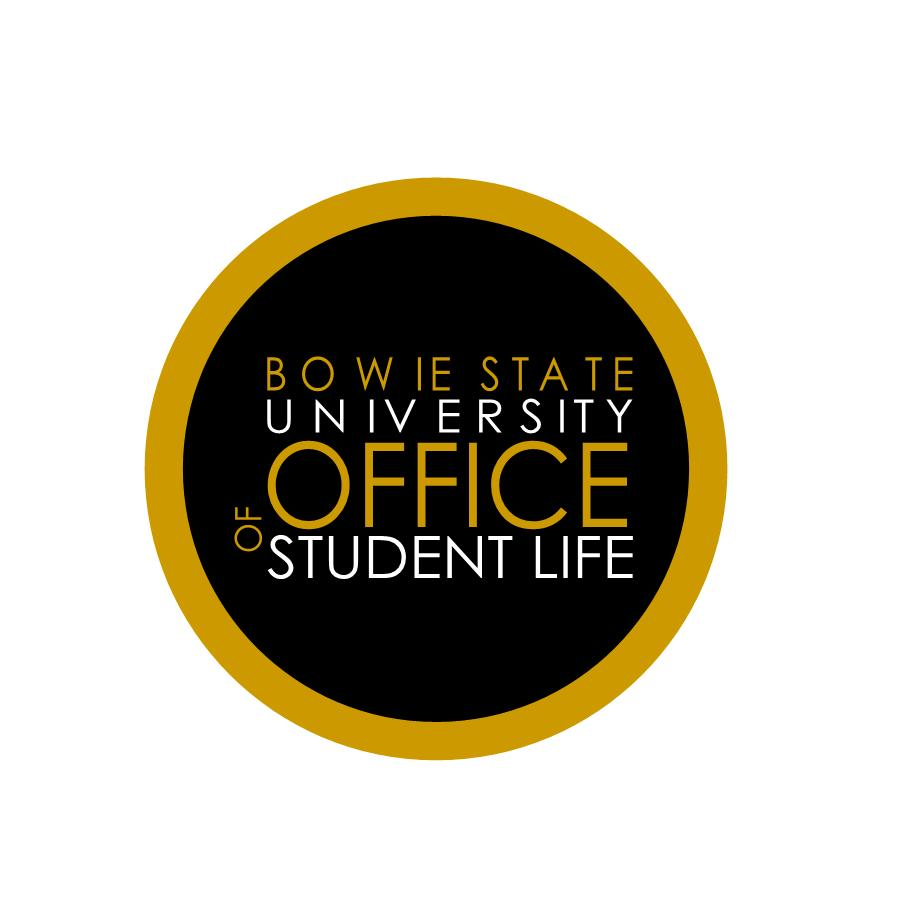 BOWIE STATE
UNIVERSITY
OFFICE
OF
STUDENT LIFE